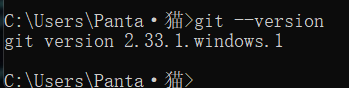 C:\Users\Panta·猫>git --version
git version 2.33.1.windows.1
C:\Users\Panta·猫>